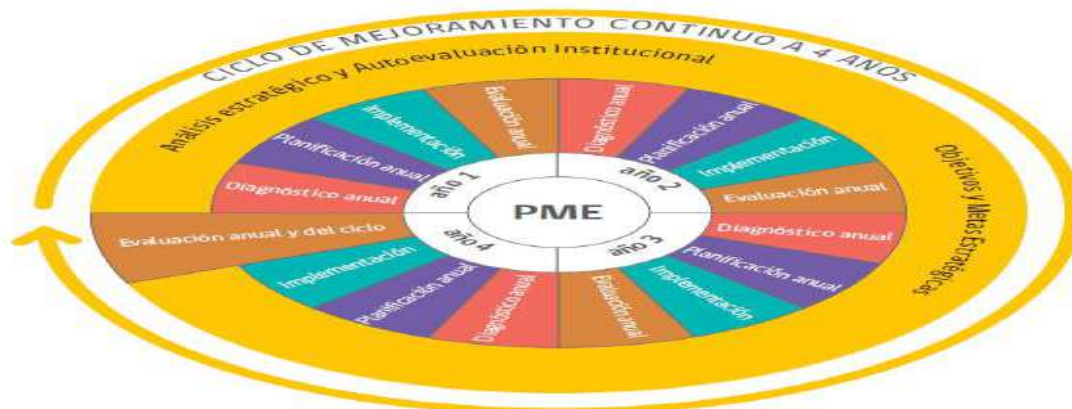 CICLO DE MEJORAMIENTO CONTINUO A 4 AÑOS
Análisis estratégico y Autoevaluación Institucional
Objetivos y Metas Estratégicas
PME
año 1
Diagnóstico anual
Planificación anual
Implementación
Evaluación anual
año 2
Diagnóstico anual
Planificación anual
Implementación
Evaluación anual
año 3
Diagnóstico anual
Planificación anual
Implementación
Evaluación anual
año 4
Diagnóstico anual
Planificación anual
Implementación
Evaluación anual y del ciclo